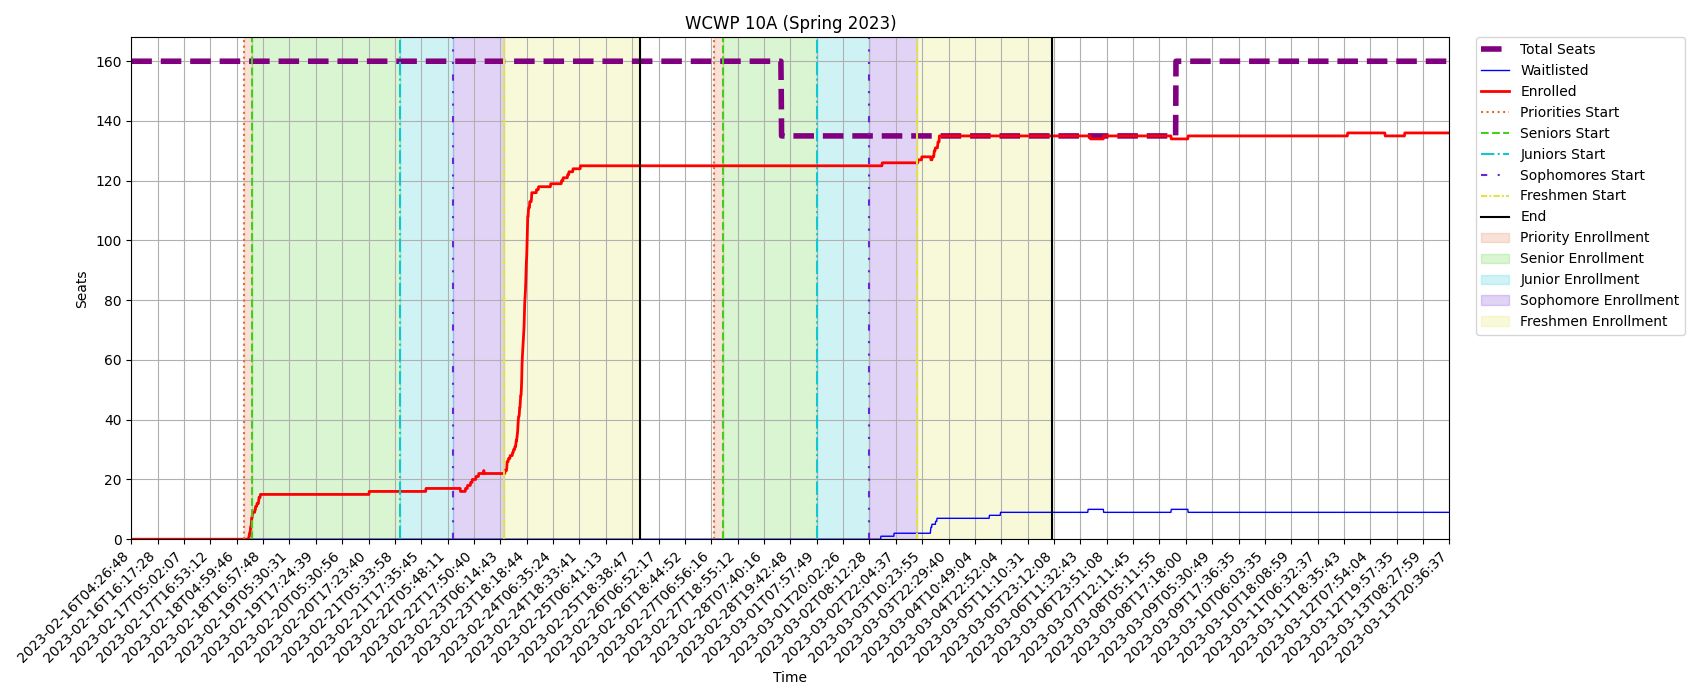 WCWP 10A (Spring 2023)
Seats
160
140
120
100
80
60
40
20
0
2023-02-16T04:26:48
2023-02-16T16:17:28
2023-02-17T05:02:07
2023-02-17T16:53:12
2023-02-18T04:59:46
2023-02-18T16:57:48
2023-02-19T05:30:31
2023-02-19T17:24:39
2023-02-20T05:30:56
2023-02-20T17:23:40
2023-02-21T05:33:58
2023-02-21T17:35:45
2023-02-22T05:48:11
2023-02-22T17:50:40
2023-02-23T06:14:43
2023-02-23T18:18:44
2023-02-24T06:35:24
2023-02-24T18:33:41
2023-02-25T06:41:13
2023-02-25T18:38:47
2023-02-26T06:52:17
2023-02-26T18:44:52
2023-02-27T06:56:16
2023-02-27T18:55:12
2023-02-28T07:40:16
2023-02-28T19:42:48
2023-03-01T07:57:49
2023-03-01T20:02:26
2023-03-02T08:12:28
2023-03-02T22:04:37
2023-03-03T10:23:55
2023-03-03T22:29:40
2023-03-04T10:49:04
2023-03-04T22:52:04
2023-03-05T11:10:31
2023-03-05T23:12:08
2023-03-06T11:32:43
2023-03-06T23:51:08
2023-03-07T12:11:45
2023-03-08T05:11:55
2023-03-08T17:18:00
2023-03-09T05:30:49
2023-03-09T17:36:35
2023-03-10T06:03:35
2023-03-10T18:08:59
2023-03-11T06:32:37
2023-03-11T18:35:43
2023-03-12T07:54:04
2023-03-12T19:57:35
2023-03-13T08:27:59
2023-03-13T20:36:37
Time
Total Seats
Waitlisted
Enrolled
Priorities Start
Seniors Start
Juniors Start
Sophomores Start
Freshmen Start
End
Priority Enrollment
Senior Enrollment
Junior Enrollment
Sophomore Enrollment
Freshmen Enrollment